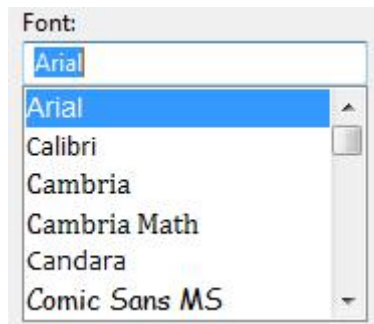 Font:
Arial
Arial
Calibri
Cambria
Cambria Math
Candara
Comic Sans MS